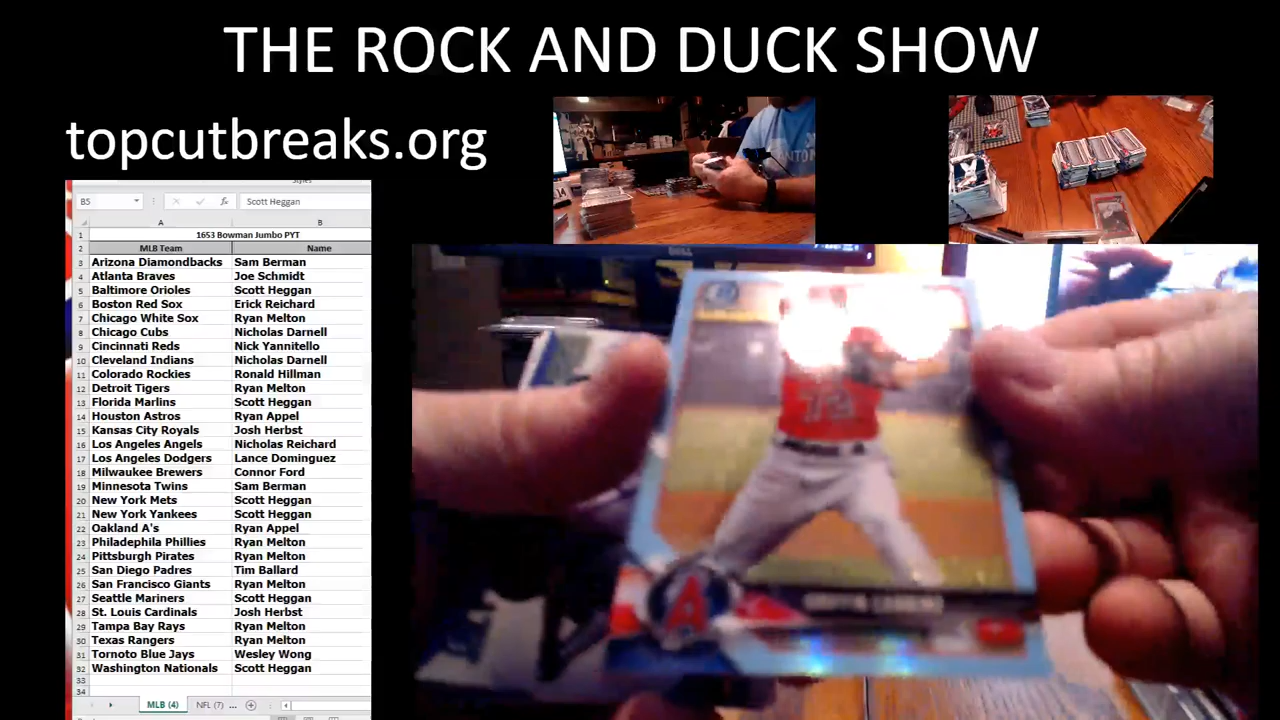 THE ROCK AND DUCK SHOW
topcutbreaks.org
Styles
B5 fx Scott Heggan
A B
1 1653 Bowman Jumbo PYT
2 MLB Team Name
3 Arizona Diamondbacks Sam Berman
4 Atlanta Braves Joe Schmidt
5 Baltimore Orioles Scott Heggan
6 Boston Red Sox Erick Reichard
7 Chicago White Sox Ryan Melton
8 Chicago Cubs Nicholas Darnell
9 Cincinnati Reds Nick Yannitello
10 Cleveland Indians Nicholas Darnell
11 Colorado Rockies Ronald Hillman
12 Detroit Tigers Ryan Melton
13 Florida Marlins Scott Heggan
14 Houston Astros Ryan Appel
15 Kansas City Royals Josh Herbst
16 Los Angeles Angels Nicholas Reichard
17 Los Angeles Dodgers Lance Dominguez
18 Milwaukee Brewers Connor Ford
19 Minnesota Twins Sam Berman
20 New York Mets Scott Heggan
21 New York Yankees Scott Heggan
22 Oakland A's Ryan Appel
23 Philadephila Phillies Ryan Melton
24 Pittsburgh Pirates Ryan Melton
25 San Diego Padres Tim Ballard
26 San Francisco Giants Ryan Melton
27 Seattle Mariners Scott Heggan
28 St. Louis Cardinals Josh Herbst
29 Tampa Bay Rays Ryan Melton
30 Texas Rangers Ryan Melton
31 Tornoto Blue Jays Wesley Wong
32 Washington Nationals Scott Heggan
33
34
MLB (4) NFL (7) ...
DELL
A